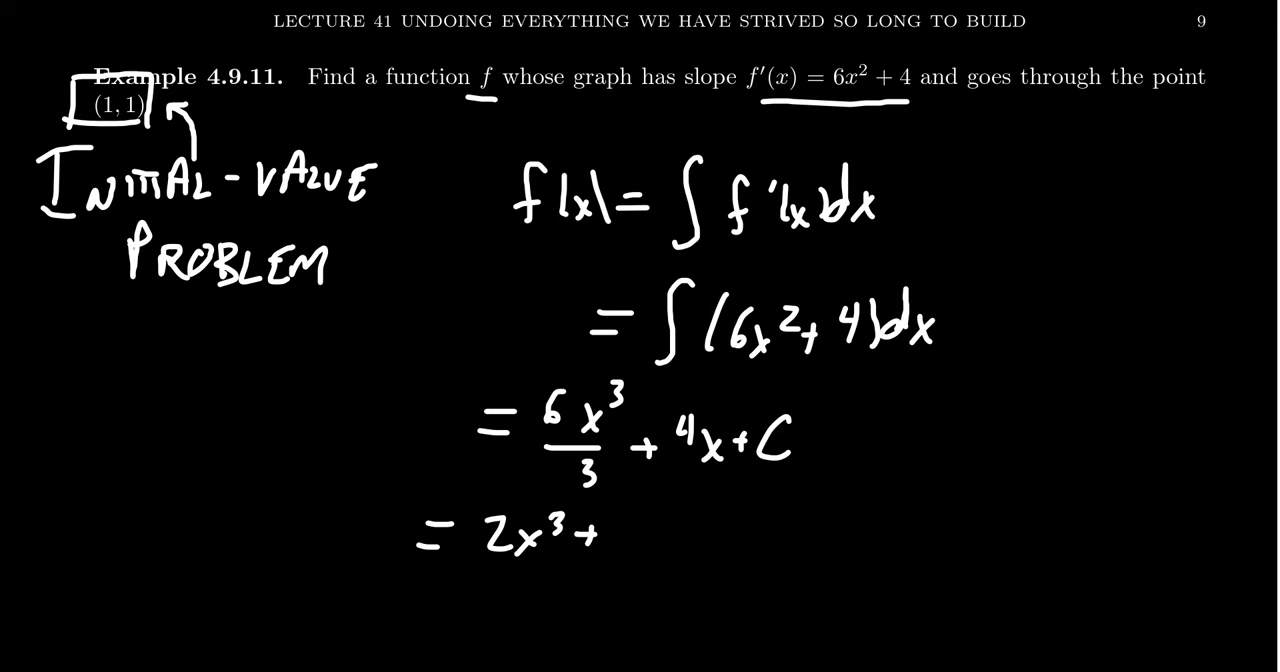 LECTURE 41 UNDOING EVERYTHING WE HAVE STRIVED SO LONG TO BUILD 9
Example 4.9.11. Find a function f whose graph has slope f′(x) = 6x² + 4 and goes through the point
(1, 1)
INITIAL-VALUE
PROBLEM
f(x) = ∫ f'(x)dx
= ∫ (6x² + 4)dx
= 6x³/3 + 4x + C
= 2x³ +